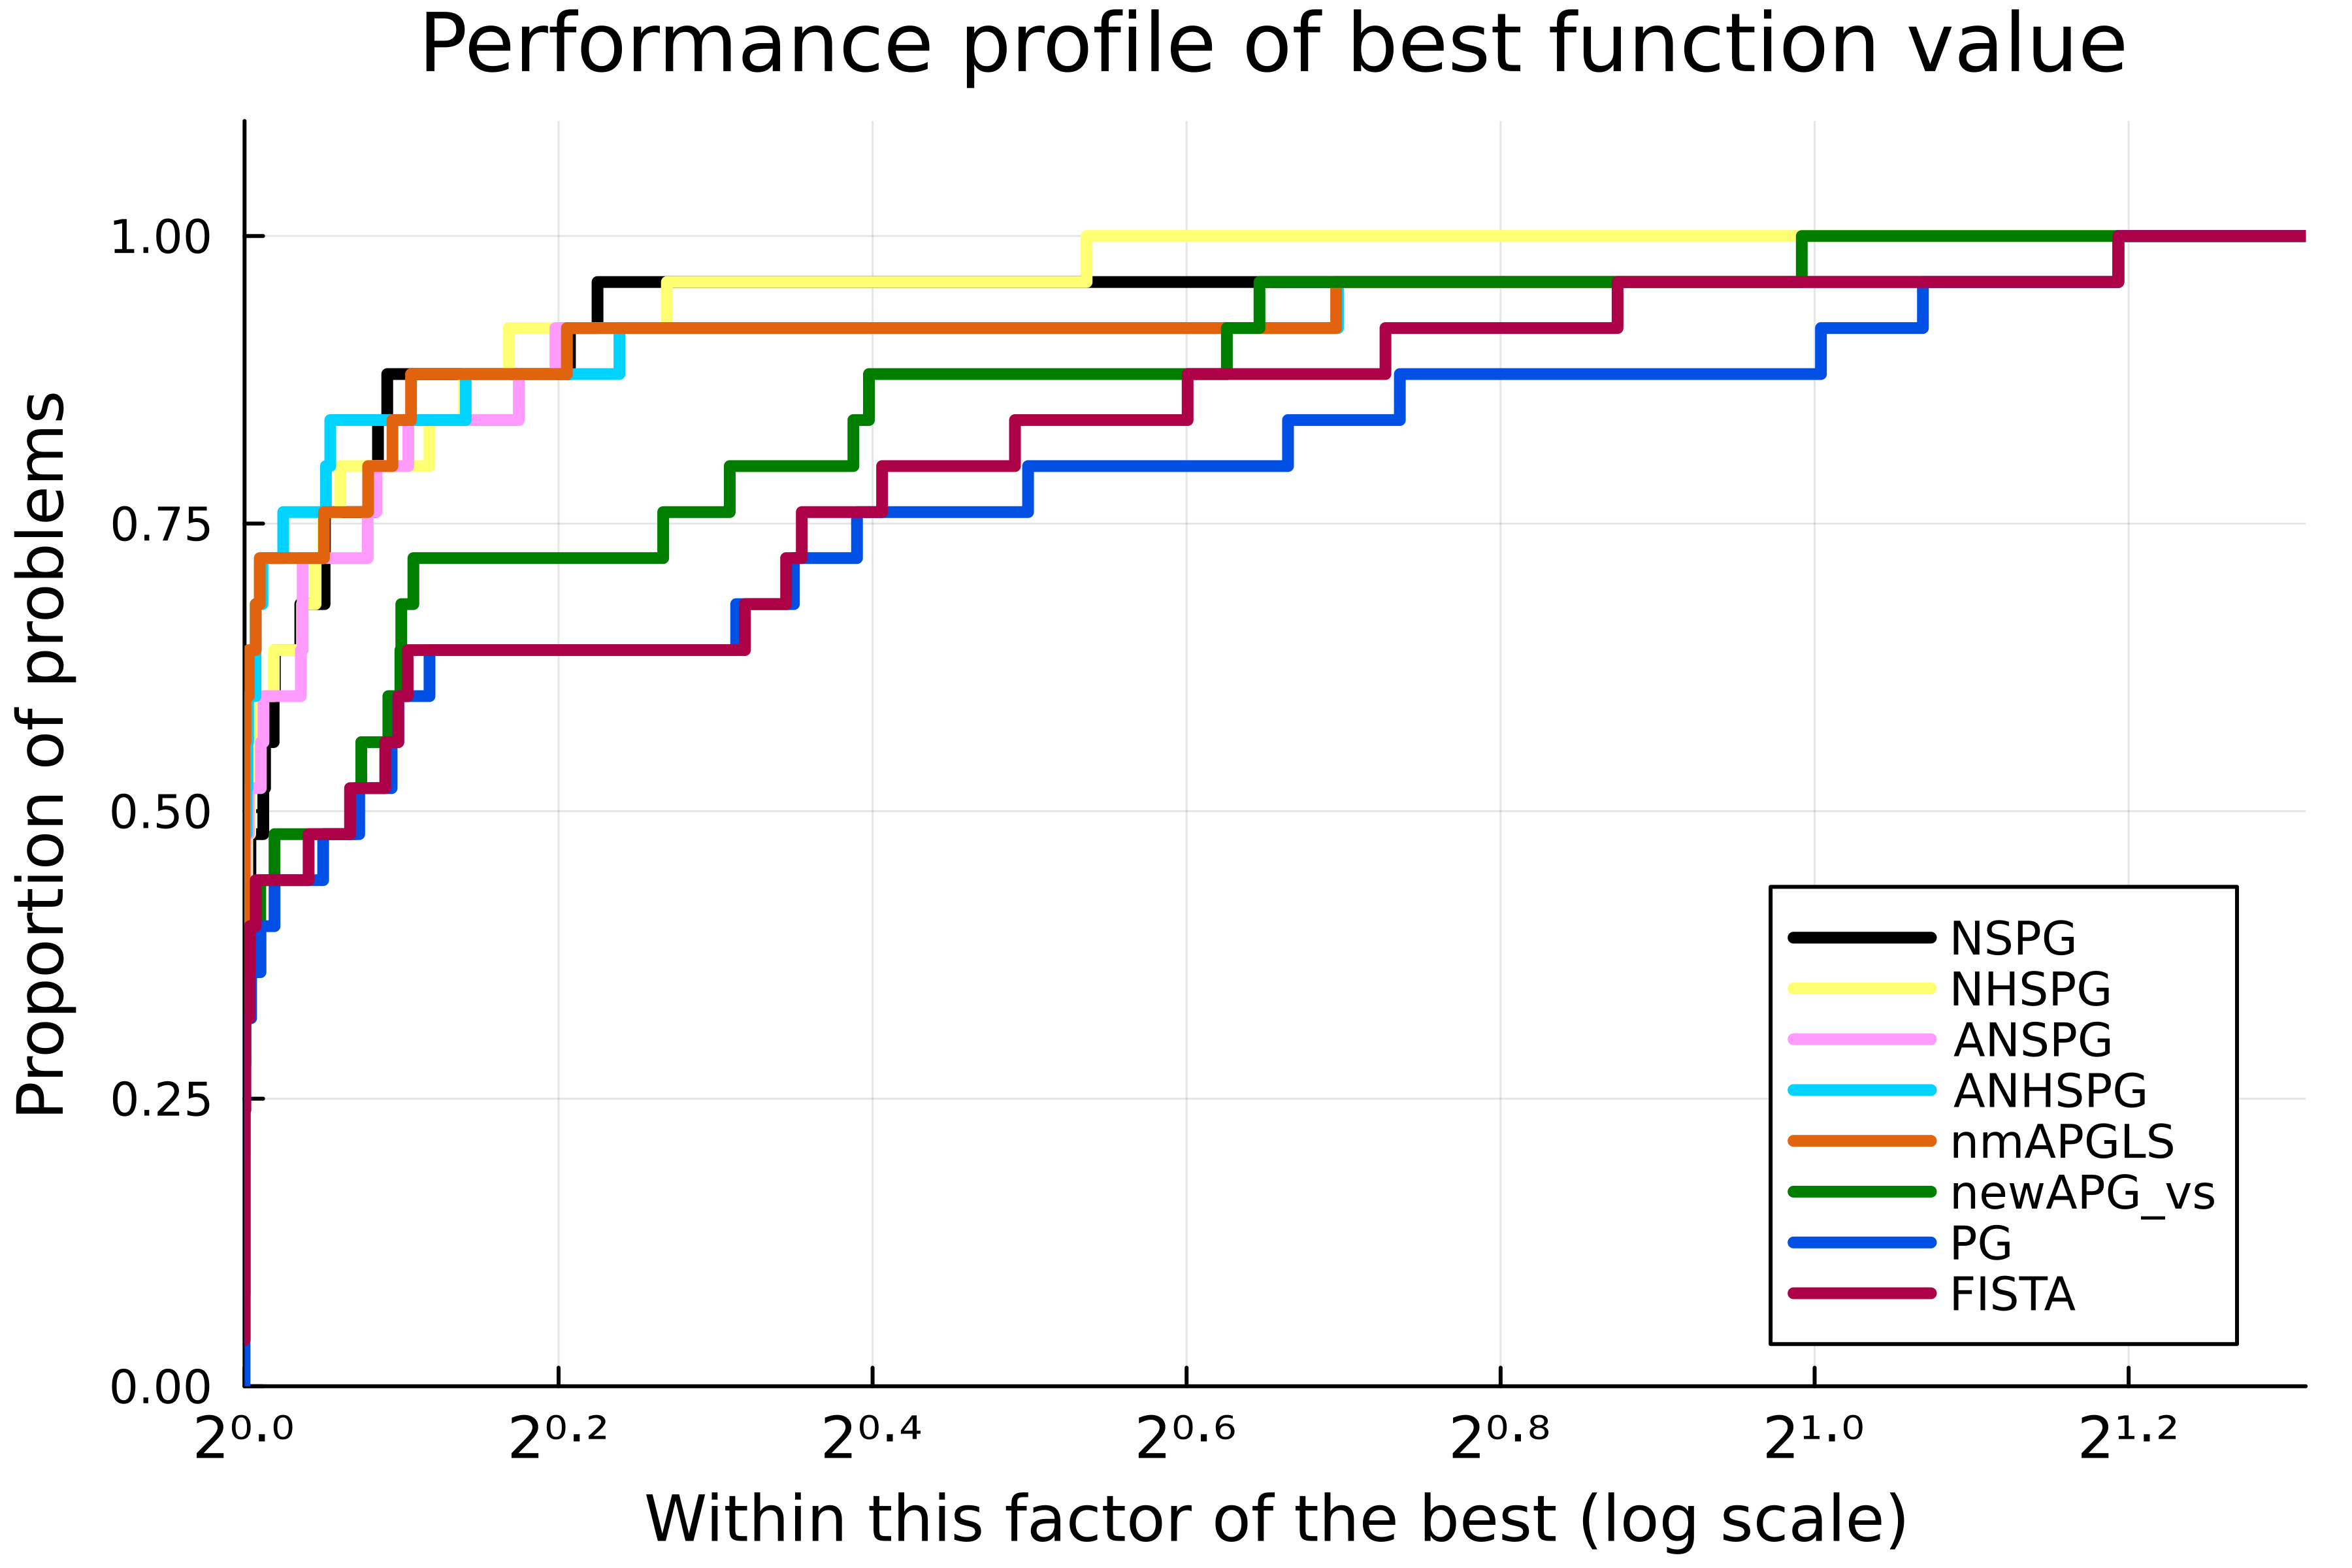 Performance profile of best function value
Proportion of problems
1.00
0.75
0.50
0.25
0.00
2⁰·⁰ 2⁰·² 2⁰·⁴ 2⁰·⁶ 2⁰·⁸ 2¹·⁰ 2¹·²
Within this factor of the best (log scale)
NSPG
NHSPG
ANSPG
ANHSPG
nmAPGLS
newAPG_vs
PG
FISTA